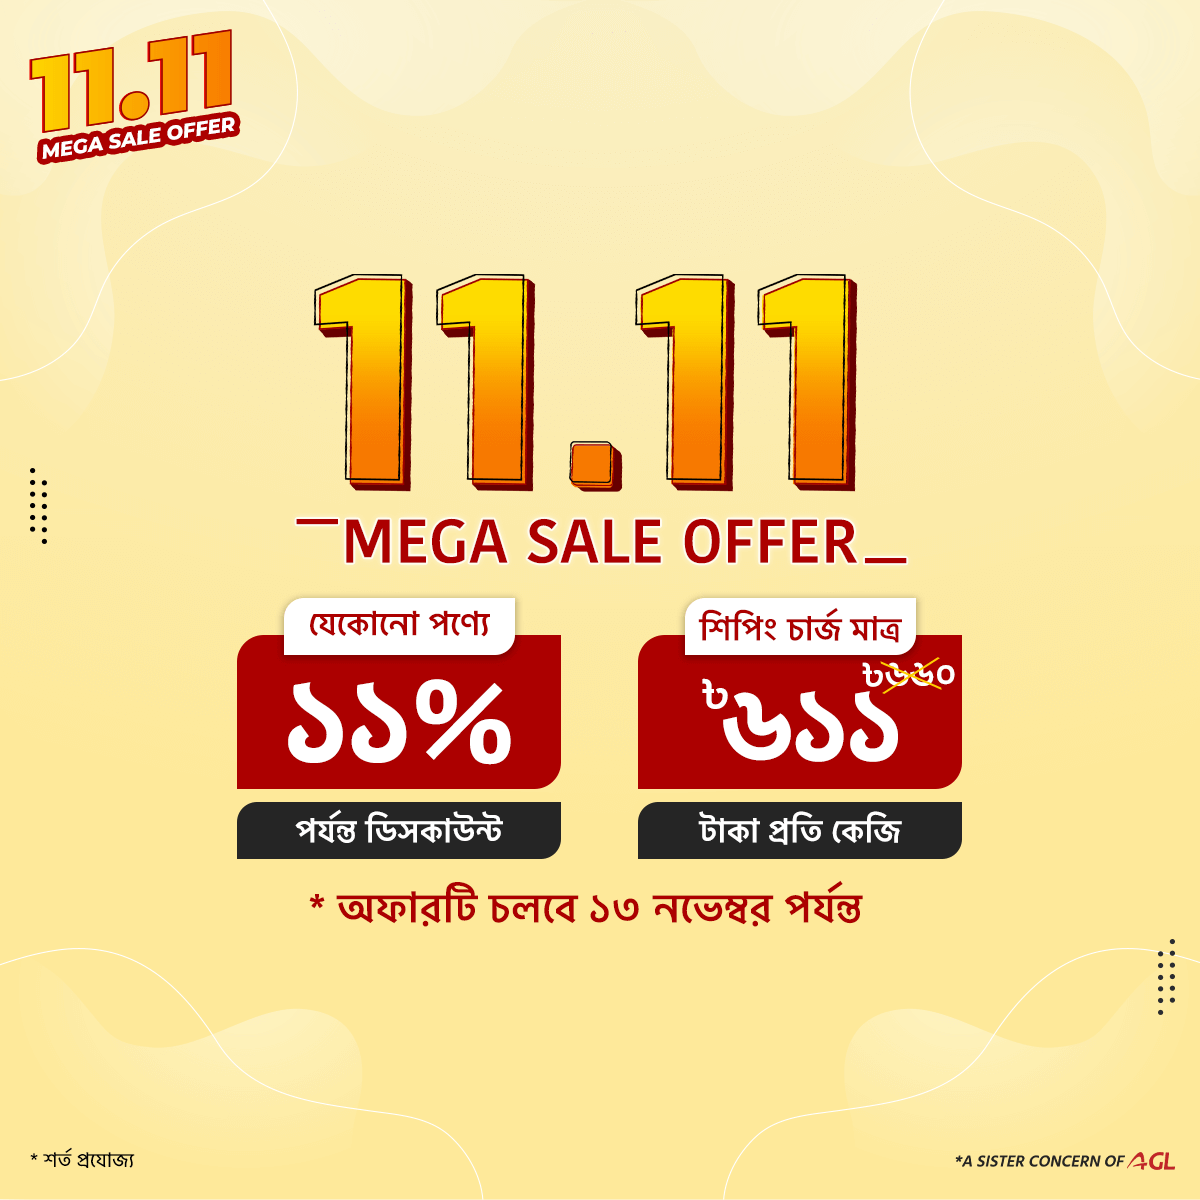 11.11
MEGA SALE OFFER
11.11
MEGA SALE OFFER
যেকোনো পণ্যে
১১%
পর্যন্ত ডিসকাউন্ট
শিপিং চার্জ মাত্র
৳৬৬০
৳৬১১
টাকা প্রতি কেজি
* অফারটি চলবে ১৩ নভেম্বর পর্যন্ত
* শর্ত প্রযোজ্য
*A SISTER CONCERN OF AGL